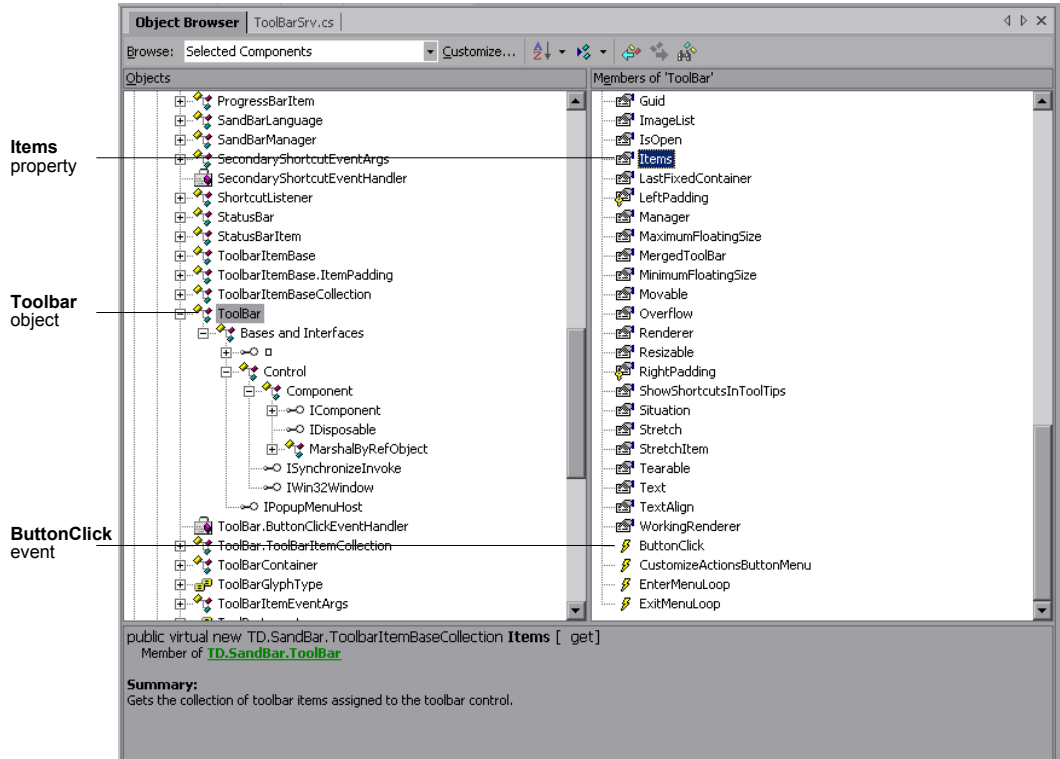 Object Browser ToolBarSrv.cs
Browse: Selected Components Customize...
Objects
ProgressBarItem
SandBarLanguage
SandBarManager
SecondaryShortcutEventArgs
SecondaryShortcutEventHandler
ShortcutListener
StatusBar
StatusBarItem
ToolbarItemBase
ToolbarItemBase.ItemPadding
ToolbarItemBaseCollection
ToolBar
Bases and Interfaces
Control
Component
IComponent
IDisposable
MarshalByRefObject
ISynchronizeInvoke
IWin32Window
IPopupMenuHost
ToolBar.ButtonClickEventHandler
ToolBar.ToolBarItemCollection
ToolBarContainer
ToolBarGlyphType
ToolBarItemEventArgs
Members of 'ToolBar'
Guid
ImageList
IsOpen
Items
LastFixedContainer
LeftPadding
Manager
MaximumFloatingSize
MergedToolBar
MinimumFloatingSize
Movable
Overflow
Renderer
Resizable
RightPadding
ShowShortcutsInToolTips
Situation
Stretch
StretchItem
Tearable
Text
TextAlign
WorkingRenderer
ButtonClick
CustomizeActionsButtonMenu
EnterMenuLoop
ExitMenuLoop
public virtual new TD.SandBar.ToolbarItemBaseCollection Items [ get]
Member of TD.SandBar.ToolBar
Summary:
Gets the collection of toolbar items assigned to the toolbar control.
Items
property
Toolbar
object
ButtonClick
event